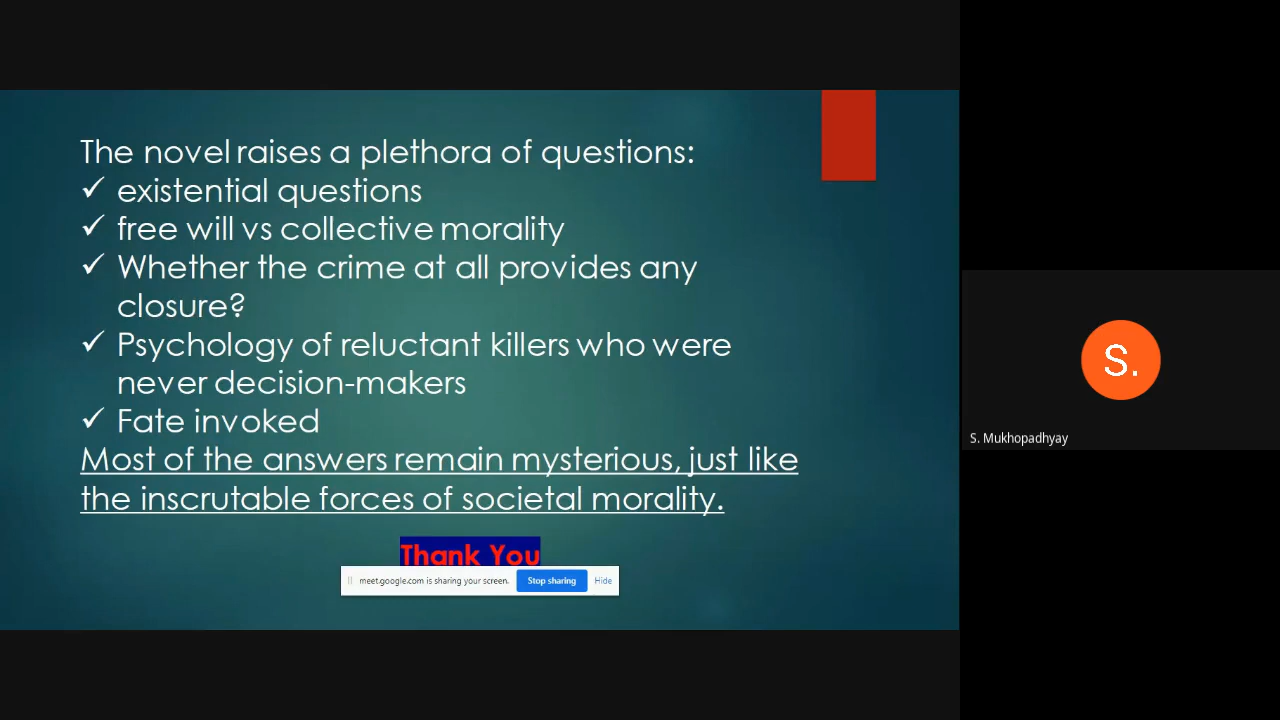 The novel raises a plethora of questions:
✓ existential questions
✓ free will vs collective morality
✓ Whether the crime at all provides any
closure?
✓ Psychology of reluctant killers who were
never decision-makers
✓ Fate invoked
Most of the answers remain mysterious, just like
the inscrutable forces of societal morality.
Thank You
meet.google.com is sharing your screen. Stop sharing Hide
S.
S. Mukhopadhyay